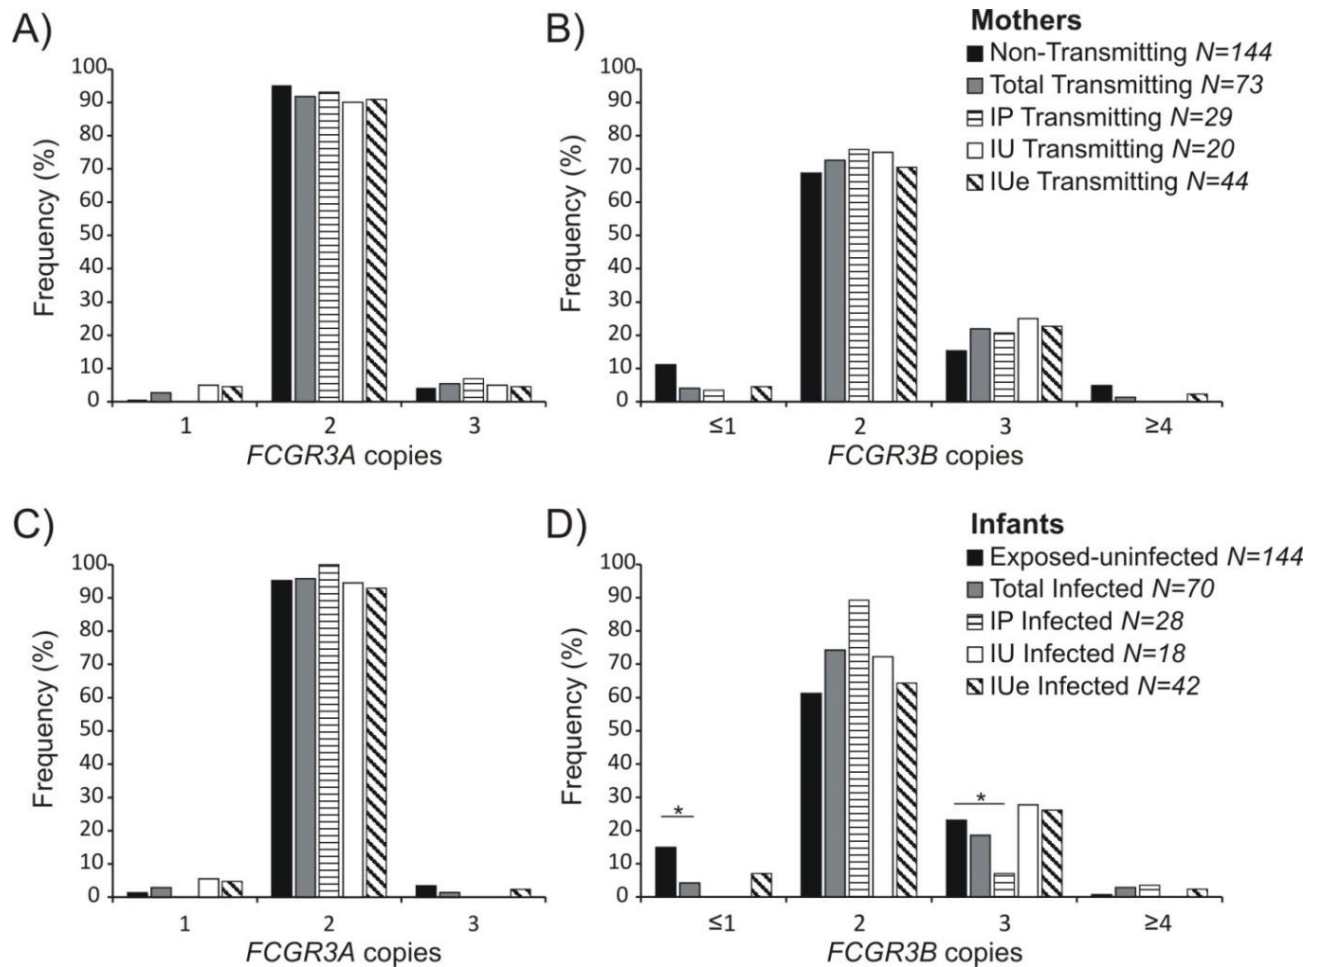 A)
Frequency (%)
100
90
80
70
60
50
40
30
20
10
0
1 2 3
FCGR3A copies
B)
Frequency (%)
100
90
80
70
60
50
40
30
20
10
0
≤1 2 3 ≥4
FCGR3B copies
Mothers
Non-Transmitting N=144
Total Transmitting N=73
IP Transmitting N=29
IU Transmitting N=20
IUe Transmitting N=44
C)
Frequency (%)
100
90
80
70
60
50
40
30
20
10
0
1 2 3
FCGR3A copies
D)
Frequency (%)
100
90
80
70
60
50
40
30
20
10
0
* *
≤1 2 3 ≥4
FCGR3B copies
Infants
Exposed-uninfected N=144
Total Infected N=70
IP Infected N=28
IU Infected N=18
IUe Infected N=42